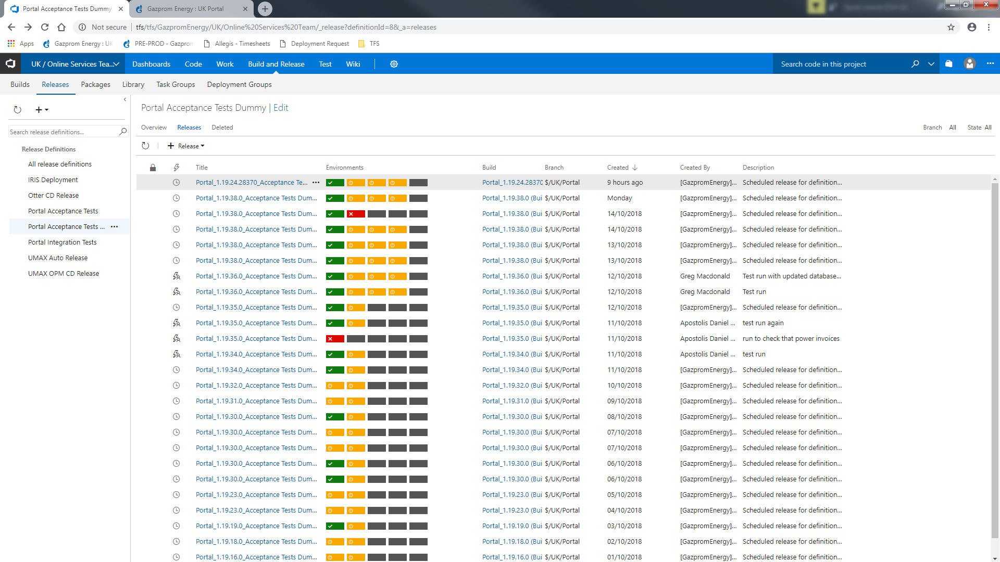 Portal Acceptance Tests Dummy
Gazprom Energy : UK Portal
Not secure
tfs/tfs/GazpromEnergy/UK/Online%20Services%20Team/_release?definitionId=8&_a=releases
Apps
Gazprom Energy : UK
PRE-PROD - Gazprom
Allegis - Timesheets
Deployment Request
TFS
UK / Online Services Tea...
Dashboards
Code
Work
Build and Release
Test
Wiki
Search code in this project
Builds
Releases
Packages
Library
Task Groups
Deployment Groups
Search release definitions...
Release Definitions
All release definitions
IRIS Deployment
Otter CD Release
Portal Acceptance Tests
Portal Acceptance Tests ...
Portal Integration Tests
UMAX Auto Release
UMAX OPM CD Release
Portal Acceptance Tests Dummy | Edit
Overview Releases Deleted
Branch All State All
+ Release
Title Environments Build Branch Created Created By Description
Portal_1.19.24.28370_Acceptance Te... Portal_1.19.24.28370 $/UK/Portal 9 hours ago [GazpromEnergy]... Scheduled release for definition...
Portal_1.19.38.0_Acceptance Tests Dum... Portal_1.19.38.0 (Bui $/UK/Portal Monday [GazpromEnergy]... Scheduled release for definition...
Portal_1.19.38.0_Acceptance Tests Dum... Portal_1.19.38.0 (Bui $/UK/Portal 14/10/2018 [GazpromEnergy]... Scheduled release for definition...
Portal_1.19.38.0_Acceptance Tests Dum... Portal_1.19.38.0 (Bui $/UK/Portal 14/10/2018 [GazpromEnergy]... Scheduled release for definition...
Portal_1.19.38.0_Acceptance Tests Dum... Portal_1.19.38.0 (Bui $/UK/Portal 13/10/2018 [GazpromEnergy]... Scheduled release for definition...
Portal_1.19.38.0_Acceptance Tests Dum... Portal_1.19.38.0 (Bui $/UK/Portal 13/10/2018 [GazpromEnergy]... Scheduled release for definition...
Portal_1.19.36.0_Acceptance Tests Dum... Portal_1.19.36.0 (Bui $/UK/Portal 12/10/2018 Greg Macdonald Test run with updated database...
Portal_1.19.36.0_Acceptance Tests Dum... Portal_1.19.36.0 (Bui $/UK/Portal 12/10/2018 Greg Macdonald Test run
Portal_1.19.35.0_Acceptance Tests Dum... Portal_1.19.35.0 (Bui $/UK/Portal 12/10/2018 [GazpromEnergy]... Scheduled release for definition...
Portal_1.19.35.0_Acceptance Tests Dum... Portal_1.19.35.0 (Bui $/UK/Portal 11/10/2018 Apostolis Daniel ... test run again
Portal_1.19.35.0_Acceptance Tests Dum... Portal_1.19.35.0 (Bui $/UK/Portal 11/10/2018 Apostolis Daniel ... run to check that power invoices
Portal_1.19.34.0_Acceptance Tests Dum... Portal_1.19.34.0 (Bui $/UK/Portal 11/10/2018 Apostolis Daniel ... test run
Portal_1.19.34.0_Acceptance Tests Dum... Portal_1.19.34.0 (Bui $/UK/Portal 11/10/2018 [GazpromEnergy]... Scheduled release for definition...
Portal_1.19.32.0_Acceptance Tests Dum... Portal_1.19.32.0 (Bui $/UK/Portal 10/10/2018 [GazpromEnergy]... Scheduled release for definition...
Portal_1.19.31.0_Acceptance Tests Dum... Portal_1.19.31.0 (Bui $/UK/Portal 09/10/2018 [GazpromEnergy]... Scheduled release for definition...
Portal_1.19.30.0_Acceptance Tests Dum... Portal_1.19.30.0 (Bui $/UK/Portal 08/10/2018 [GazpromEnergy]... Scheduled release for definition...
Portal_1.19.30.0_Acceptance Tests Dum... Portal_1.19.30.0 (Bui $/UK/Portal 07/10/2018 [GazpromEnergy]... Scheduled release for definition...
Portal_1.19.30.0_Acceptance Tests Dum... Portal_1.19.30.0 (Bui $/UK/Portal 07/10/2018 [GazpromEnergy]... Scheduled release for definition...
Portal_1.19.30.0_Acceptance Tests Dum... Portal_1.19.30.0 (Bui $/UK/Portal 06/10/2018 [GazpromEnergy]... Scheduled release for definition...
Portal_1.19.30.0_Acceptance Tests Dum... Portal_1.19.30.0 (Bui $/UK/Portal 06/10/2018 [GazpromEnergy]... Scheduled release for definition...
Portal_1.19.23.0_Acceptance Tests Dum... Portal_1.19.23.0 (Bui $/UK/Portal 05/10/2018 [GazpromEnergy]... Scheduled release for definition...
Portal_1.19.23.0_Acceptance Tests Dum... Portal_1.19.23.0 (Bui $/UK/Portal 04/10/2018 [GazpromEnergy]... Scheduled release for definition...
Portal_1.19.19.0_Acceptance Tests Dum... Portal_1.19.19.0 (Bui $/UK/Portal 03/10/2018 [GazpromEnergy]... Scheduled release for definition...
Portal_1.19.18.0_Acceptance Tests Dum... Portal_1.19.18.0 (Bui $/UK/Portal 02/10/2018 [GazpromEnergy]... Scheduled release for definition...
Portal_1.19.16.0_Acceptance Tests Dum... Portal_1.19.16.0 (Bui $/UK/Portal 01/10/2018 [GazpromEnergy]... Scheduled release for definition...